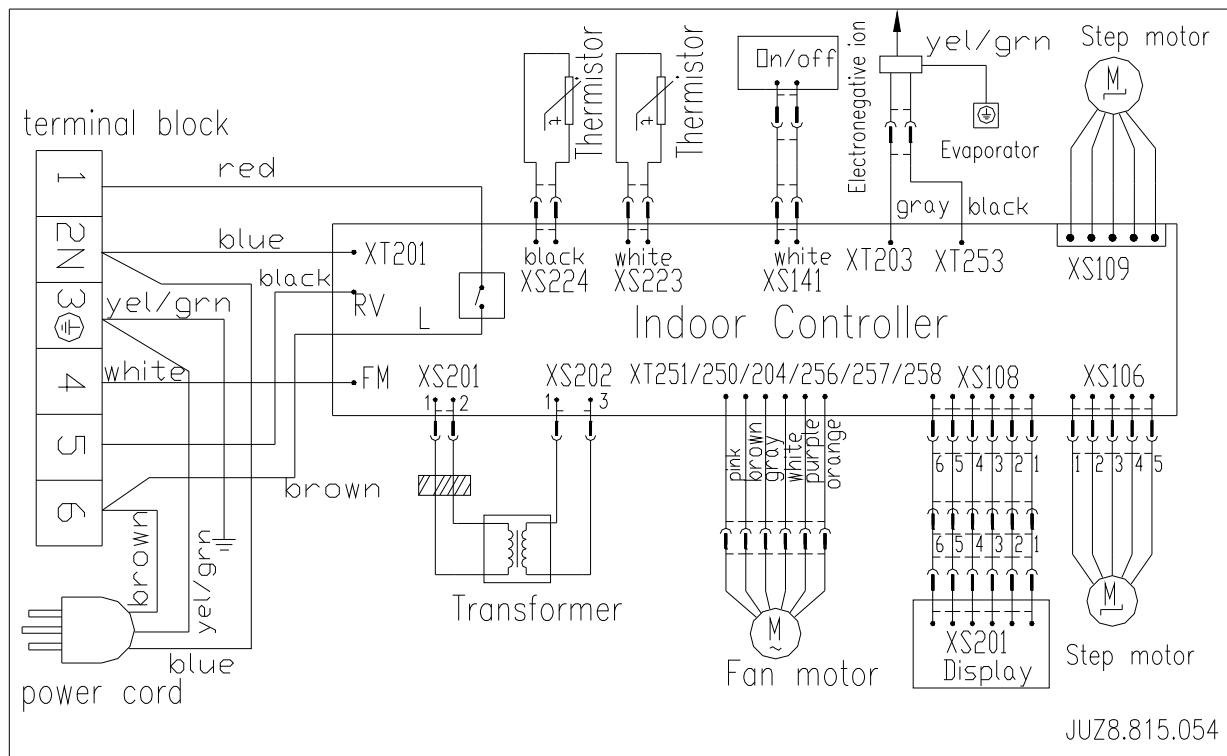 terminal block
1
2N
3
4
5
6
red
blue
black
yel/grn
white
brown
L
brown
yel/grn
blue
power cord
Thermistor
Thermistor
On/off
Electronegative ion
yel/grn
Evaporator
Step motor
M
gray
black
black
XS224
white
XS223
white
XS141
XT203
XT253
XS109
XT201
RV
FM
Indoor Controller
XS201
1 2
XS202
1 3
XT251/250/204/256/257/258
XS108
XS106
pink
brown
gray
white
purple
orange
6 5 4 3 2 1
6 5 4 3 2 1
1 2 3 4 5
Transformer
M
~
Fan motor
XS201
Display
M
Step motor
JUZ8.815.054